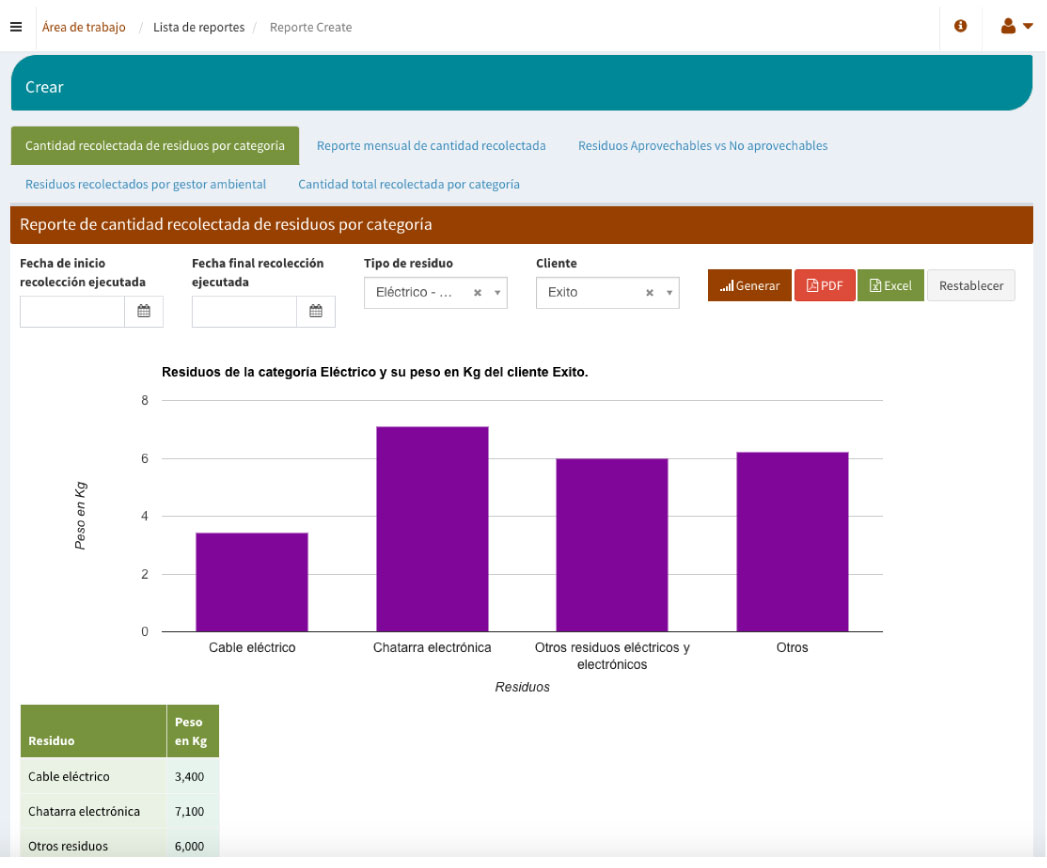 Área de trabajo / Lista de reportes / Reporte Create
Crear
Cantidad recolectada de residuos por categoría Reporte mensual de cantidad recolectada Residuos Aprovechables vs No aprovechables
Residuos recolectados por gestor ambiental Cantidad total recolectada por categoría
Reporte de cantidad recolectada de residuos por categoría
Fecha de inicio
recolección ejecutada
Fecha final recolección
ejecutada
Tipo de residuo
Eléctrico - ... ×
Cliente
Exito ×
Generar PDF Excel Restablecer
Residuos de la categoría Eléctrico y su peso en Kg del cliente Exito.
8
6
4
2
0
Peso en Kg
Cable eléctrico
Chatarra electrónica
Otros residuos eléctricos y
electrónicos
Otros
Residuos
Residuo Peso
en Kg
Cable eléctrico 3,400
Chatarra electrónica 7,100
Otros residuos 6,000